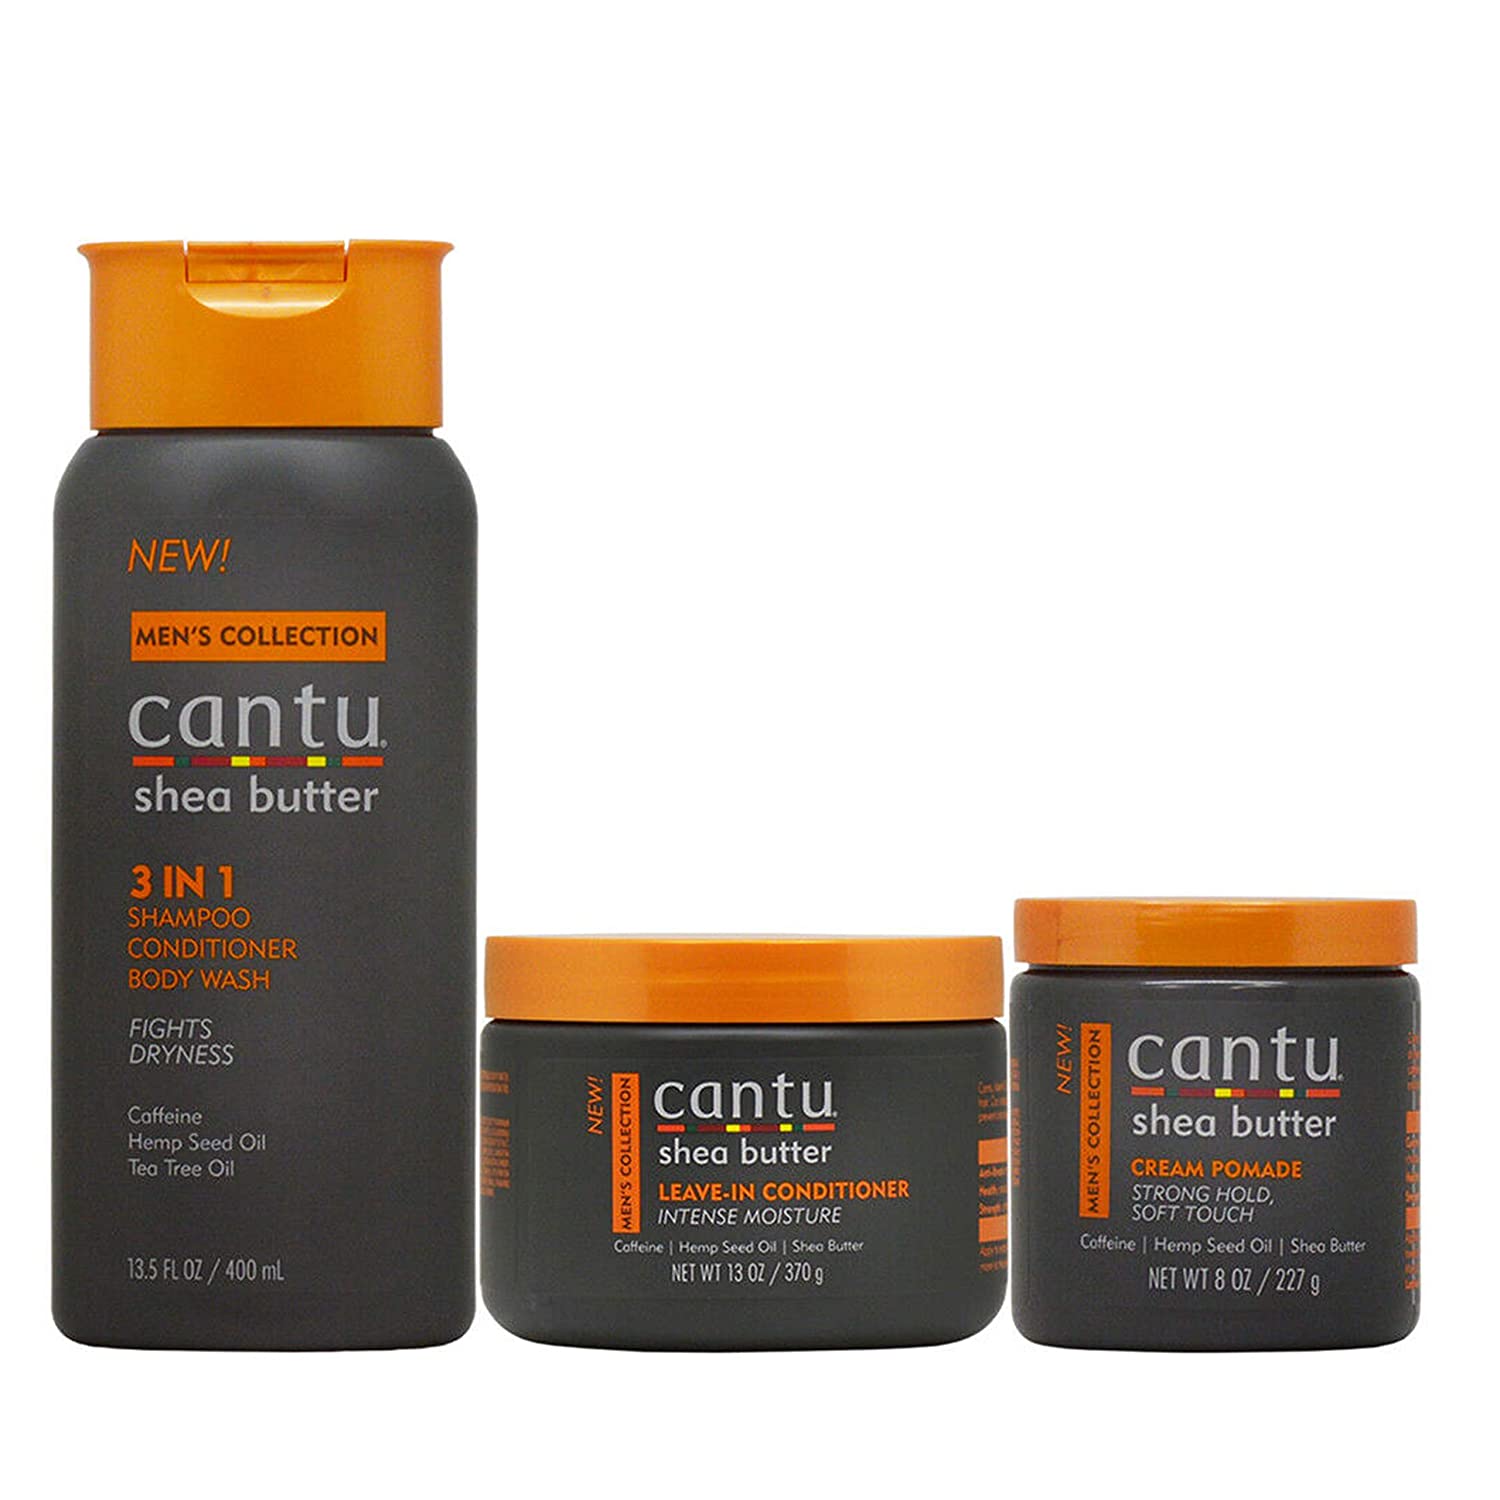 NEW!
MEN'S COLLECTION
cantu®
shea butter
3 IN 1
SHAMPOO
CONDITIONER
BODY WASH
FIGHTS
DRYNESS
Caffeine
Hemp Seed Oil
Tea Tree Oil
13.5 FL OZ / 400 mL
NEW!
MEN'S COLLECTION
cantu®
shea butter
LEAVE-IN CONDITIONER
INTENSE MOISTURE
Caffeine | Hemp Seed Oil | Shea Butter
NET WT 13 OZ / 370 g
NEW!
MEN'S COLLECTION
cantu®
shea butter
CREAM POMADE
STRONG HOLD,
SOFT TOUCH
Caffeine | Hemp Seed Oil | Shea Butter
NET WT 8 OZ / 227 g